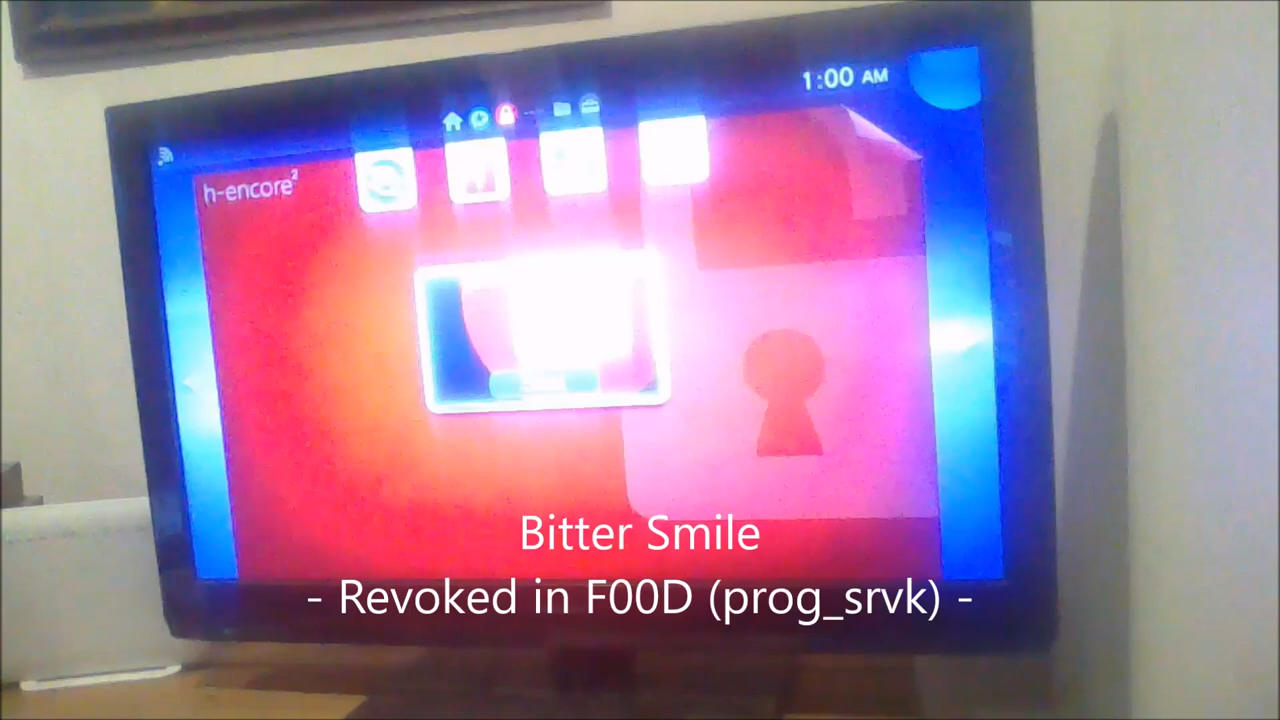 1:00 AM
h-encore²
Bitter Smile
- Revoked in F00D (prog_srvk) -